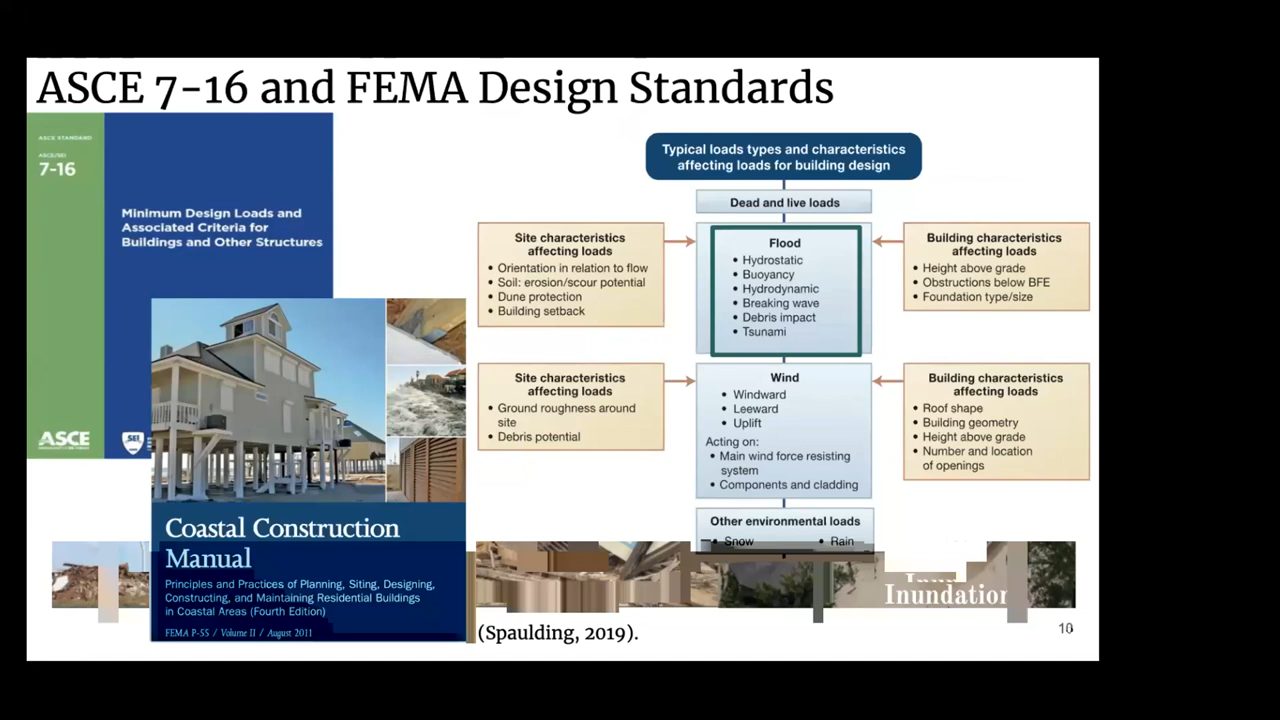 ASCE 7-16 and FEMA Design Standards
ASCE STANDARD
ASCE/SEI
7-16
Minimum Design Loads and
Associated Criteria for
Buildings and Other Structures
ASCE
SEI
Coastal Construction
Manual
Principles and Practices of Planning, Siting, Designing,
Constructing, and Maintaining Residential Buildings
in Coastal Areas (Fourth Edition)
FEMA P-55 / Volume II / August 2011
Typical loads types and characteristics
affecting loads for building design
Dead and live loads
Site characteristics
affecting loads
• Orientation in relation to flow
• Soil: erosion/scour potential
• Dune protection
• Building setback
Flood
• Hydrostatic
• Buoyancy
• Hydrodynamic
• Breaking wave
• Debris impact
• Tsunami
Building characteristics
affecting loads
• Height above grade
• Obstructions below BFE
• Foundation type/size
Site characteristics
affecting loads
• Ground roughness around
site
• Debris potential
Wind
• Windward
• Leeward
• Uplift
Acting on:
• Main wind force resisting
system
• Components and cladding
Building characteristics
affecting loads
• Roof shape
• Building geometry
• Height above grade
• Number and location
of openings
Other environmental loads
• Snow
• Rain
Inundation
(Spaulding, 2019).
10